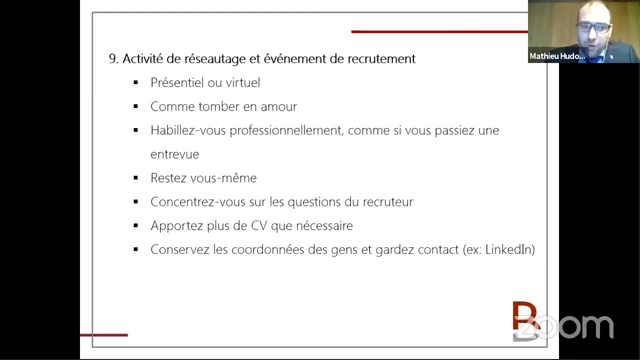 9. Activité de réseautage et événement de recrutement
▪ Présentiel ou virtuel
▪ Comme tomber en amour
▪ Habillez-vous professionnellement, comme si vous passiez une
entrevue
▪ Restez vous-même
▪ Concentrez-vous sur les questions du recruteur
▪ Apportez plus de CV que nécessaire
▪ Conservez les coordonnées des gens et gardez contact (ex: LinkedIn)
Mathieu Hudo...
B
zoom